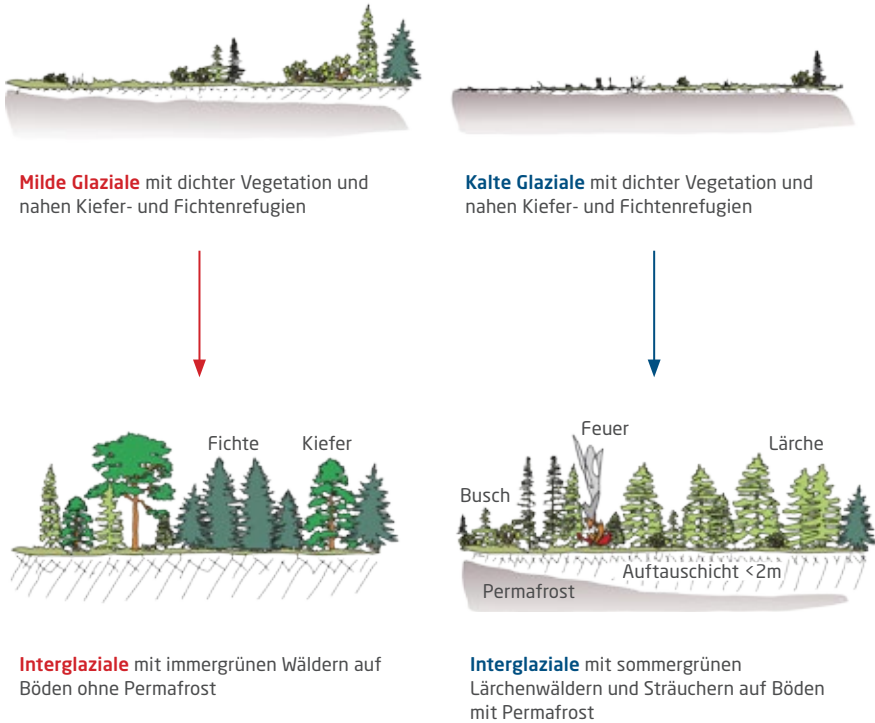 Milde Glaziale mit dichter Vegetation und
nahen Kiefer- und Fichtenrefugien
Kalte Glaziale mit dichter Vegetation und
nahen Kiefer- und Fichtenrefugien
Fichte
Kiefer
Feuer
Lärche
Busch
Auftauschicht <2m
Permafrost
Interglaziale mit immergrünen Wäldern auf
Böden ohne Permafrost
Interglaziale mit sommergrünen
Lärchenwäldern und Sträuchern auf Böden
mit Permafrost